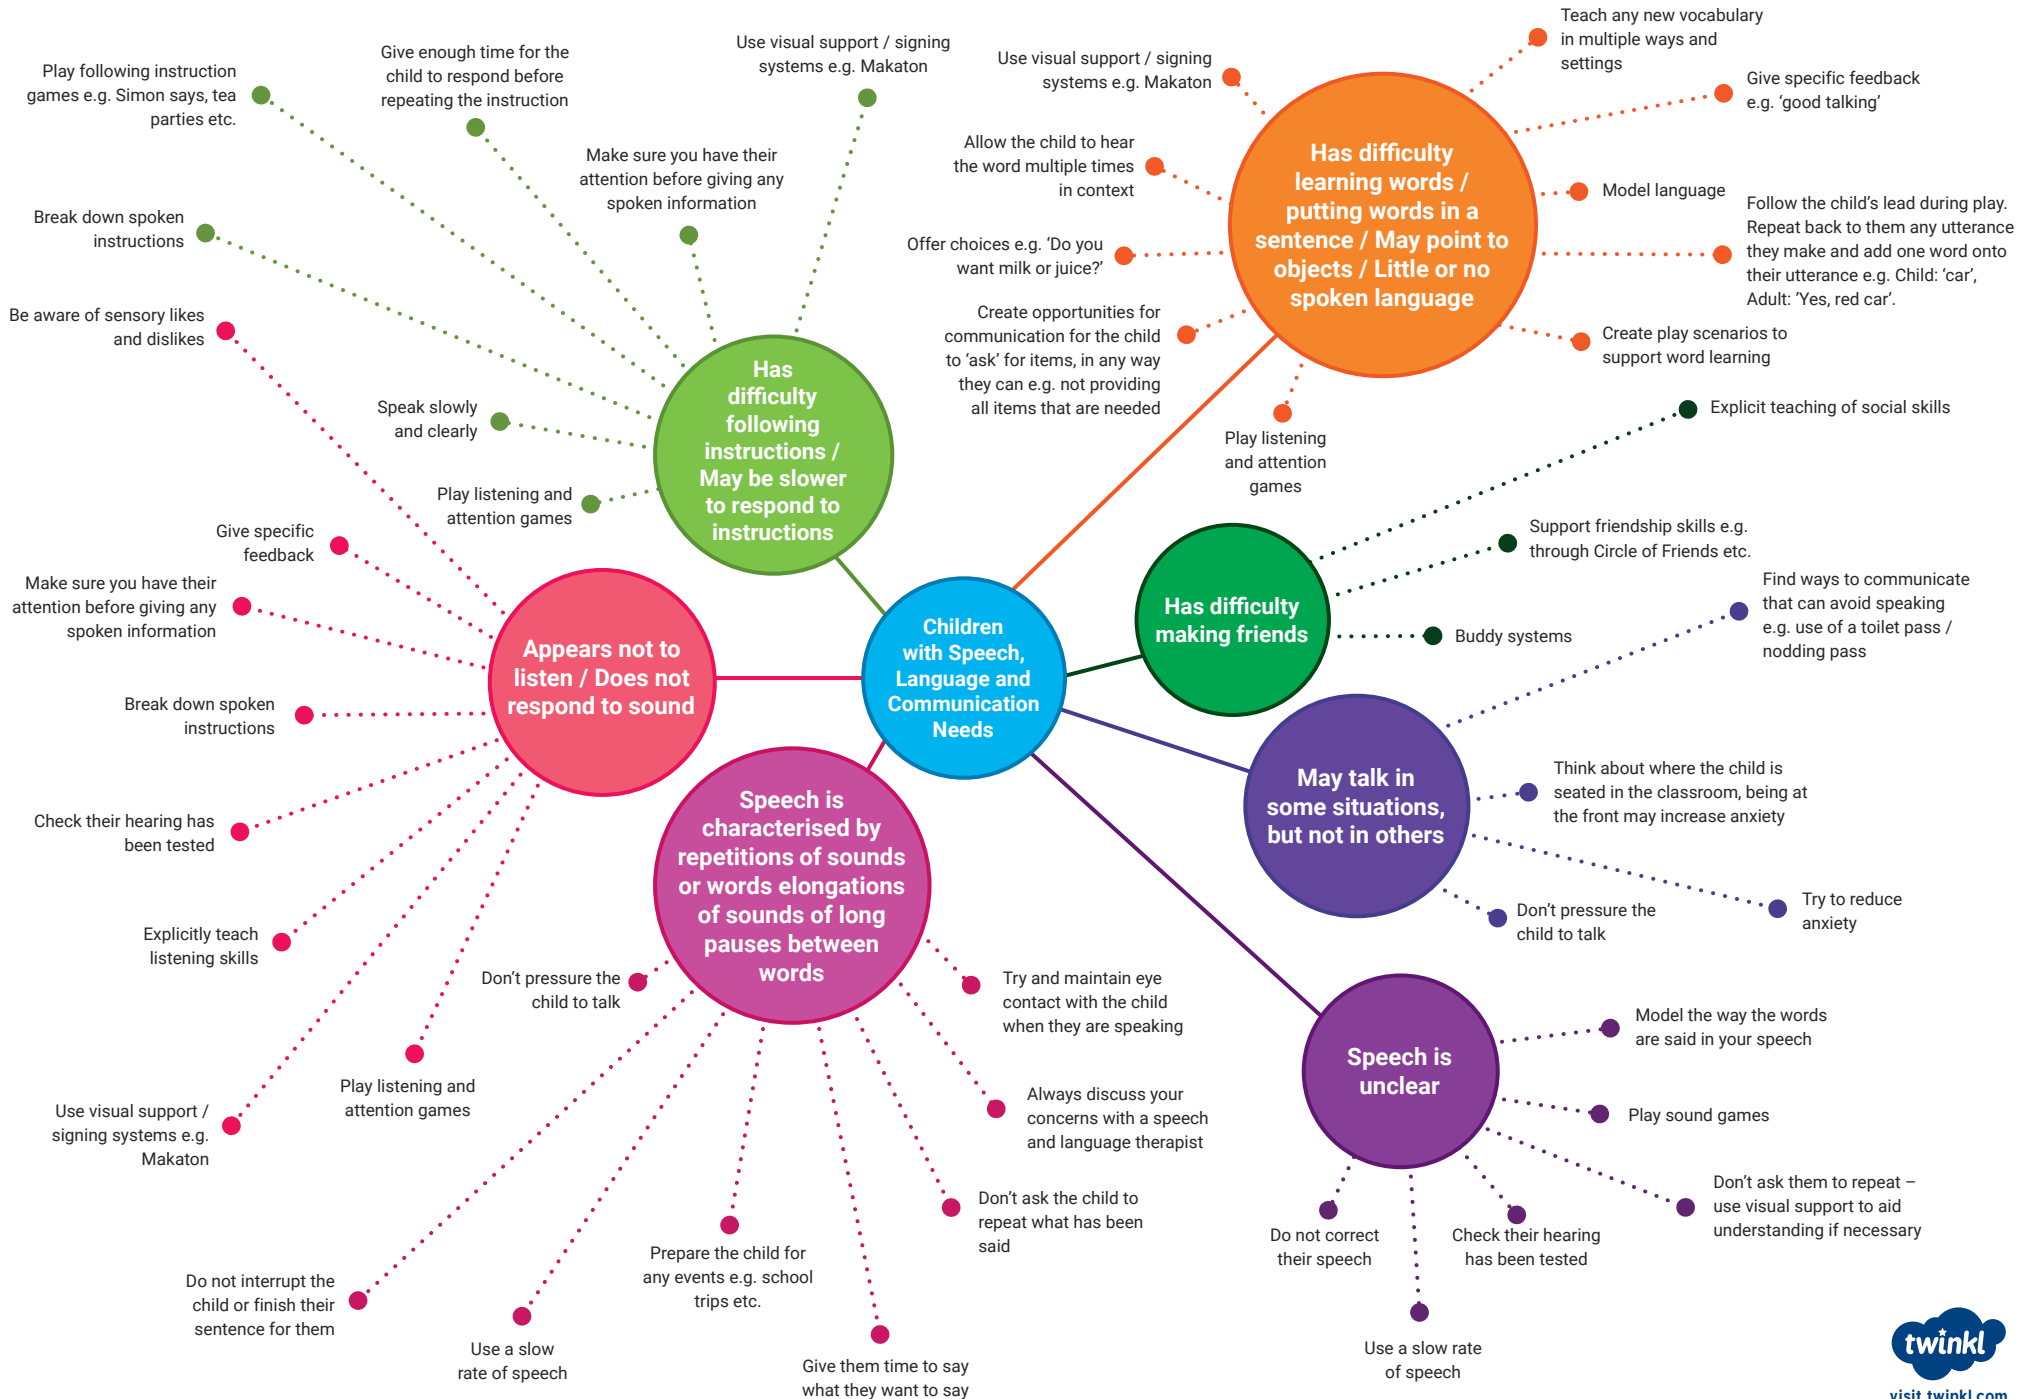 Children
with Speech,
Language and
Communication
Needs
Has
difficulty
following
instructions /
May be slower
to respond to
instructions
Play following instruction
games e.g. Simon says, tea
parties etc.
Give enough time for the
child to respond before
repeating the instruction
Use visual support / signing
systems e.g. Makaton
Make sure you have their
attention before giving any
spoken information
Break down spoken
instructions
Speak slowly
and clearly
Play listening and
attention games
Has difficulty
learning words /
putting words in a
sentence / May point to
objects / Little or no
spoken language
Use visual support / signing
systems e.g. Makaton
Teach any new vocabulary
in multiple ways and
settings
Give specific feedback
e.g. ‘good talking’
Allow the child to hear
the word multiple times
in context
Model language
Offer choices e.g. ‘Do you
want milk or juice?’
Follow the child’s lead during play.
Repeat back to them any utterance
they make and add one word onto
their utterance e.g. Child: ‘car’,
Adult: ’Yes, red car’.
Create opportunities for
communication for the child
to ‘ask’ for items, in any way
they can e.g. not providing
all items that are needed
Create play scenarios to
support word learning
Play listening
and attention
games
Has difficulty
making friends
Explicit teaching of social skills
Support friendship skills e.g.
through Circle of Friends etc.
Buddy systems
May talk in
some situations,
but not in others
Find ways to communicate
that can avoid speaking
e.g. use of a toilet pass /
nodding pass
Think about where the child is
seated in the classroom, being at
the front may increase anxiety
Try to reduce
anxiety
Don’t pressure the
child to talk
Speech is
unclear
Model the way the words
are said in your speech
Play sound games
Don’t ask them to repeat –
use visual support to aid
understanding if necessary
Check their hearing
has been tested
Do not correct
their speech
Use a slow rate
of speech
Speech is
characterised by
repetitions of sounds
or words elongations
of sounds of long
pauses between
words
Don’t pressure the
child to talk
Try and maintain eye
contact with the child
when they are speaking
Always discuss your
concerns with a speech
and language therapist
Don’t ask the child to
repeat what has been
said
Prepare the child for
any events e.g. school
trips etc.
Do not interrupt the
child or finish their
sentence for them
Use a slow
rate of speech
Give them time to say
what they want to say
Appears not to
listen / Does not
respond to sound
Be aware of sensory likes
and dislikes
Give specific
feedback
Make sure you have their
attention before giving any
spoken information
Break down spoken
instructions
Check their hearing has
been tested
Explicitly teach
listening skills
Play listening and
attention games
Use visual support /
signing systems e.g.
Makaton
twinkl
visit twinkl.com